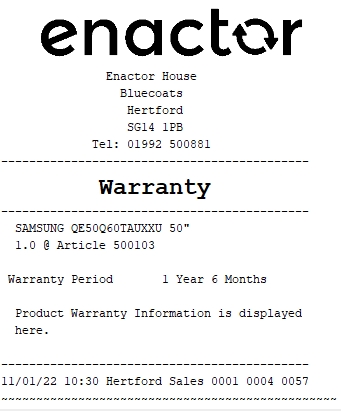 enactor
Enactor House
Bluecoats
Hertford
SG14 1PB
Tel: 01992 500881
--------------------------------------------
Warranty
--------------------------------------------
SAMSUNG QE50Q60TAUXXU 50"
1.0 @ Article 500103
Warranty Period 1 Year 6 Months
Product Warranty Information is displayed
here.
--------------------------------------------
11/01/22 10:30 Hertford Sales 0001 0004 0057
~~~~~~~~~~~~~~~~~~~~~~~~~~~~~~~~~~~~~~~~~~~~~~~~